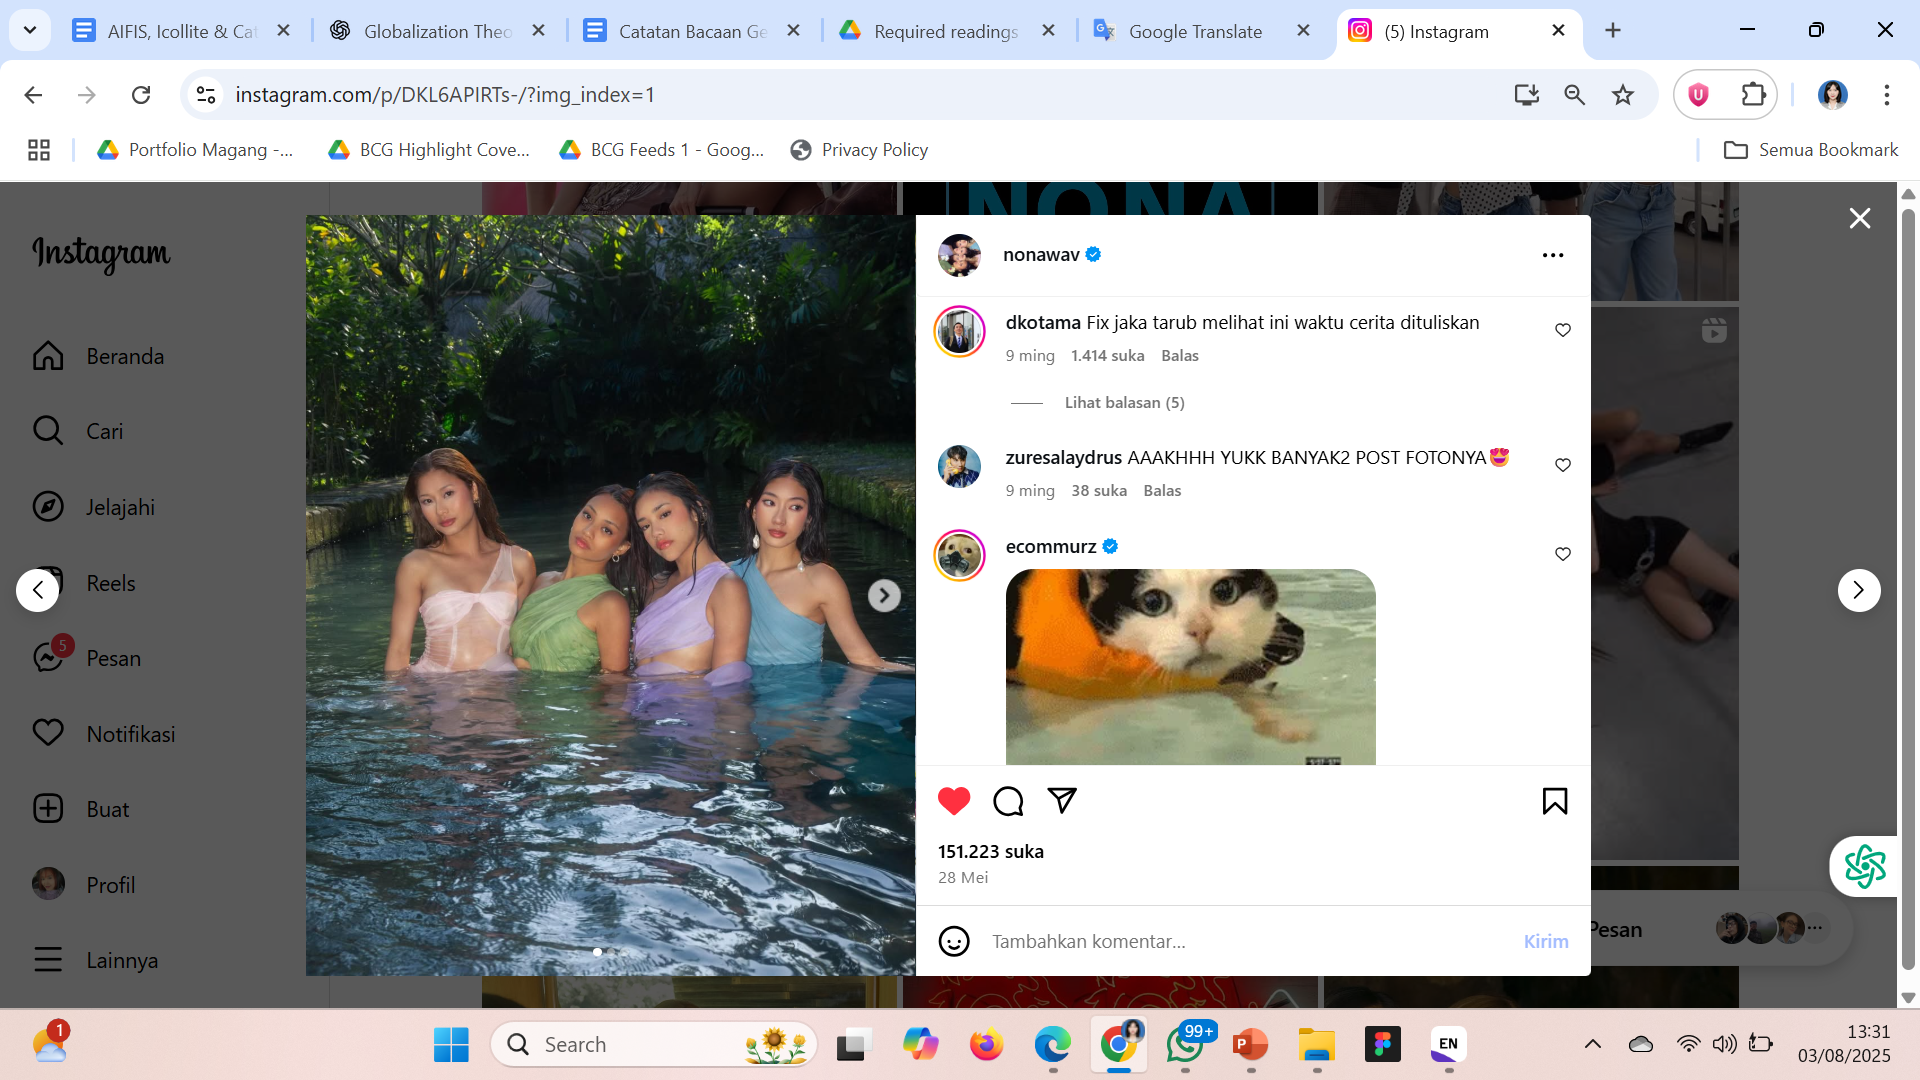 AIFIS, Icollite & Cat
Globalization Theo
Catatan Bacaan Ge
Required readings
Google Translate
(5) Instagram
instagram.com/p/DKL6APIRTs-/?img_index=1
Portfolio Magang -...
BCG Highlight Cove...
BCG Feeds 1 - Goog...
Privacy Policy
Semua Bookmark
NONA
Instagram
Beranda
Cari
Jelajahi
Reels
5
Pesan
Notifikasi
Buat
Profil
Lainnya
nonawav
dkotama Fix jaka tarub melihat ini waktu cerita dituliskan
9 ming 1.414 suka Balas
Lihat balasan (5)
zuresalaydrus AAAKHHH YUKK BANYAK2 POST FOTONYA😍
9 ming 38 suka Balas
ecommurz
151.223 suka
28 Mei
Tambahkan komentar...
Kirim
Pesan
1
Search
99+
EN
13:31
03/08/2025